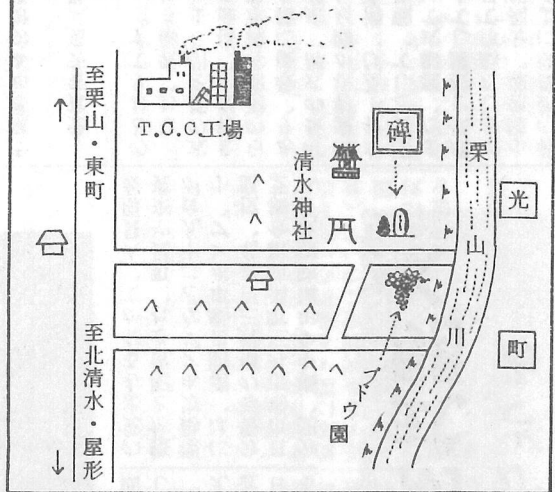 至栗山・東町
T.C.C工場
清水神社
碑
栗山川
光町
至北清水・屋形
ブドウ園